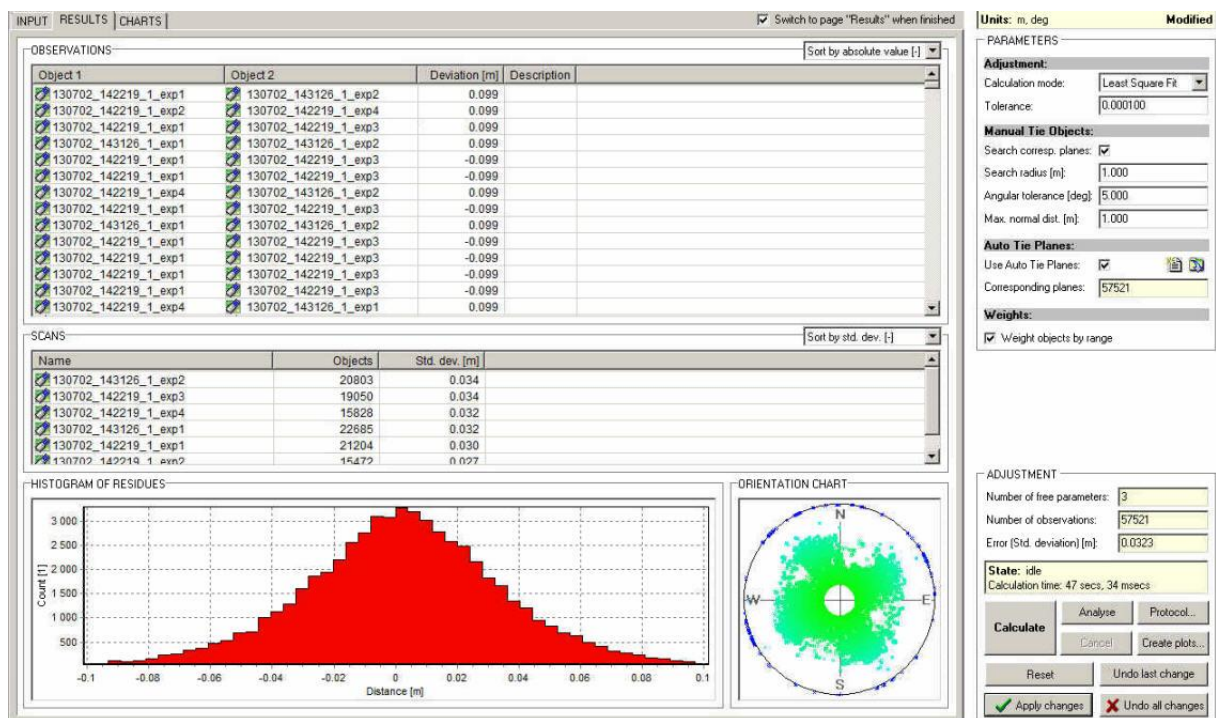 INPUT RESULTS CHARTS Switch to page "Results" when finished
OBSERVATIONS Sort by absolute value [-]
Object 1 Object 2 Deviation [m] Description
130702_142219_1_exp1 130702_143126_1_exp2 0.099
130702_142219_1_exp2 130702_142219_1_exp4 0.099
130702_142219_1_exp1 130702_142219_1_exp3 0.099
130702_143126_1_exp1 130702_143126_1_exp2 0.099
130702_142219_1_exp1 130702_142219_1_exp3 -0.099
130702_142219_1_exp1 130702_142219_1_exp3 -0.099
130702_142219_1_exp4 130702_143126_1_exp2 0.099
130702_142219_1_exp1 130702_142219_1_exp3 -0.099
130702_143126_1_exp1 130702_143126_1_exp2 0.099
130702_142219_1_exp1 130702_142219_1_exp3 -0.099
130702_142219_1_exp1 130702_142219_1_exp3 -0.099
130702_142219_1_exp1 130702_142219_1_exp3 -0.099
130702_142219_1_exp1 130702_142219_1_exp3 -0.099
130702_142219_1_exp4 130702_143126_1_exp1 0.099
SCANS Sort by std. dev. [-]
Name Objects Std. dev. [m]
130702_143126_1_exp2 20803 0.034
130702_142219_1_exp3 19050 0.034
130702_142219_1_exp4 15828 0.032
130702_143126_1_exp1 22685 0.032
130702_142219_1_exp1 21204 0.030
130702_142219_1_exp2 15472 0.027
HISTOGRAM OF RESIDUES
3 000
2 500
2 000
1 500
1 000
500
Count [1]
-0.1 -0.08 -0.06 -0.04 -0.02 0 0.02 0.04 0.06 0.08 0.1
Distance [m]
ORIENTATION CHART
N
W E
S
Units: m, deg Modified
PARAMETERS
Adjustment:
Calculation mode: Least Square Fit
Tolerance: 0.000100
Manual Tie Objects:
Search corresp. planes:
Search radius [m]: 1.000
Angular tolerance [deg]: 5.000
Max. normal dist. [m]: 1.000
Auto Tie Planes:
Use Auto Tie Planes:
Corresponding planes: 57521
Weights:
Weight objects by range
ADJUSTMENT
Number of free parameters: 3
Number of observations: 57521
Error (Std. deviation) [m]: 0.0323
State: idle
Calculation time: 47 secs, 34 msecs
Calculate Analyse Protocol...
Cancel Create plots...
Reset Undo last change
Apply changes Undo all changes